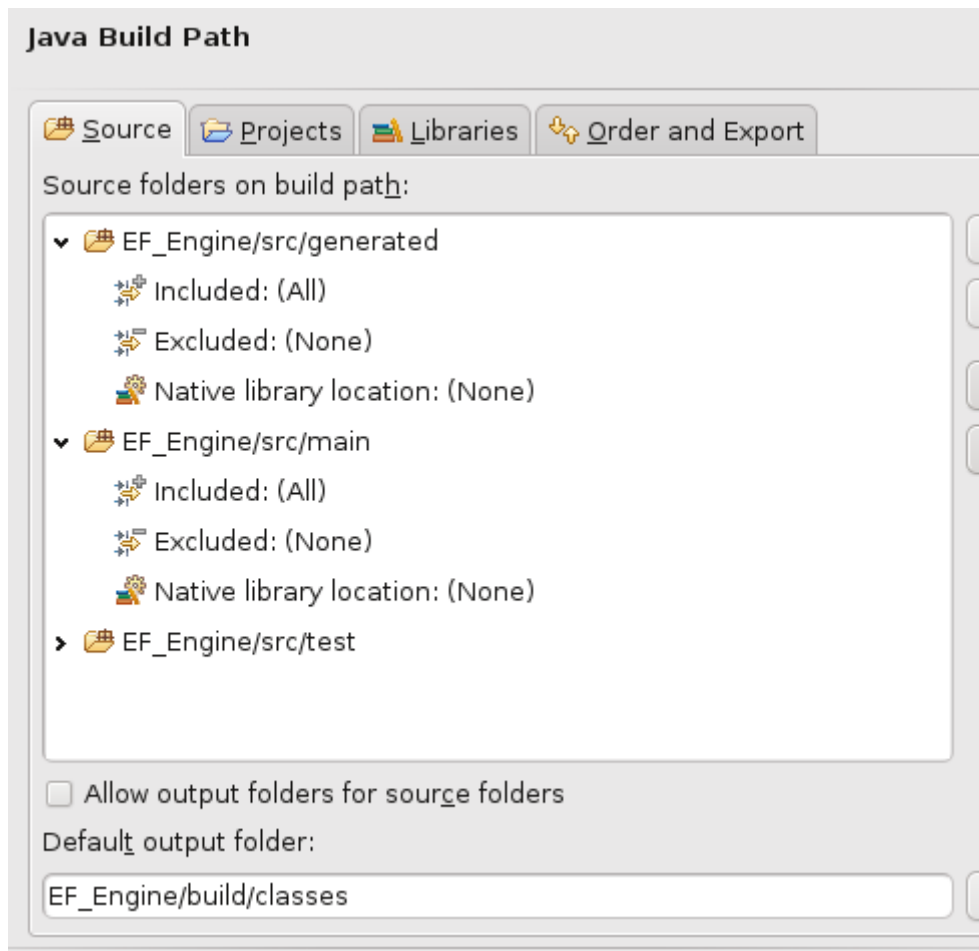 Java Build Path
Source Projects Libraries Order and Export
Source folders on build path:
EF_Engine/src/generated
Included: (All)
Excluded: (None)
Native library location: (None)
EF_Engine/src/main
Included: (All)
Excluded: (None)
Native library location: (None)
EF_Engine/src/test
Allow output folders for source folders
Default output folder:
EF_Engine/build/classes